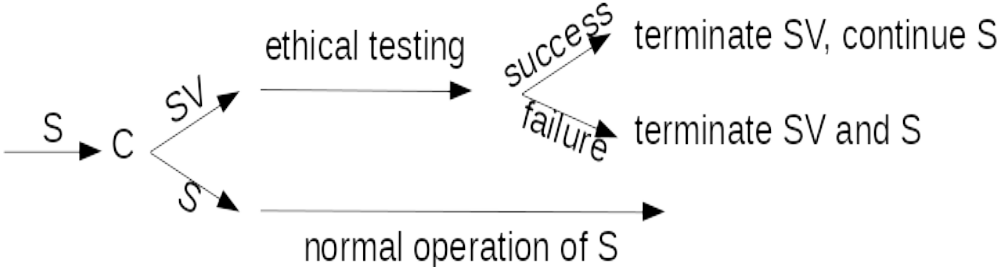 S
C
SV
ethical testing
success
terminate SV, continue S
failure
terminate SV and S
S
normal operation of S